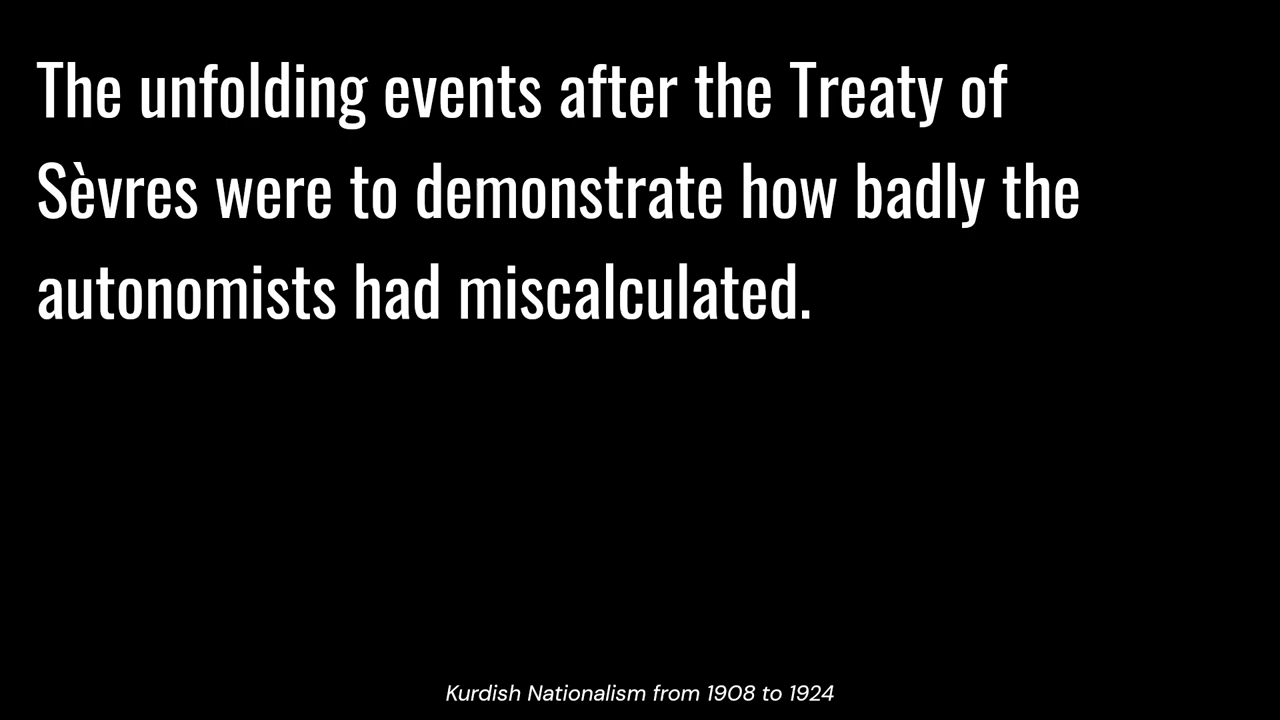 The unfolding events after the Treaty of
Sèvres were to demonstrate how badly the
autonomists had miscalculated.
Kurdish Nationalism from 1908 to 1924